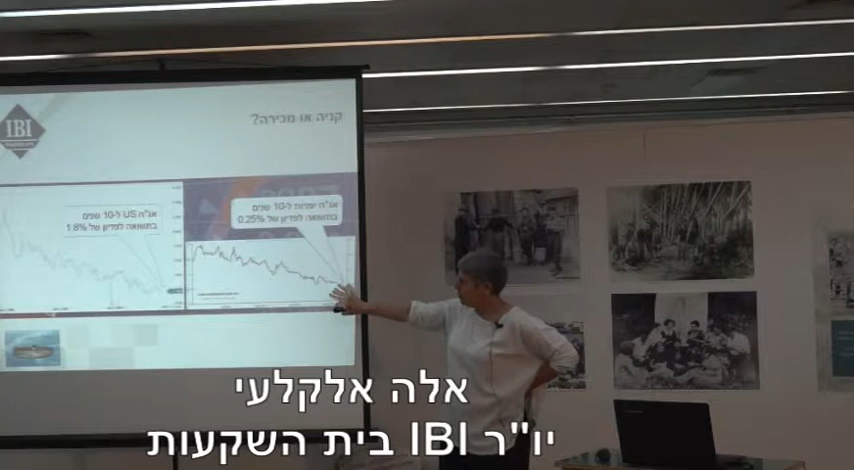 קניה או מכירה?
IBI
אג"ח US ל-10 שנים
בתשואה לפדיון של 1.8%
אג"ח יפניות ל-10 שנים
בתשואה לפדיון של 0.25%
אלה אלקלעי
יו"ר IBI בית השקעות